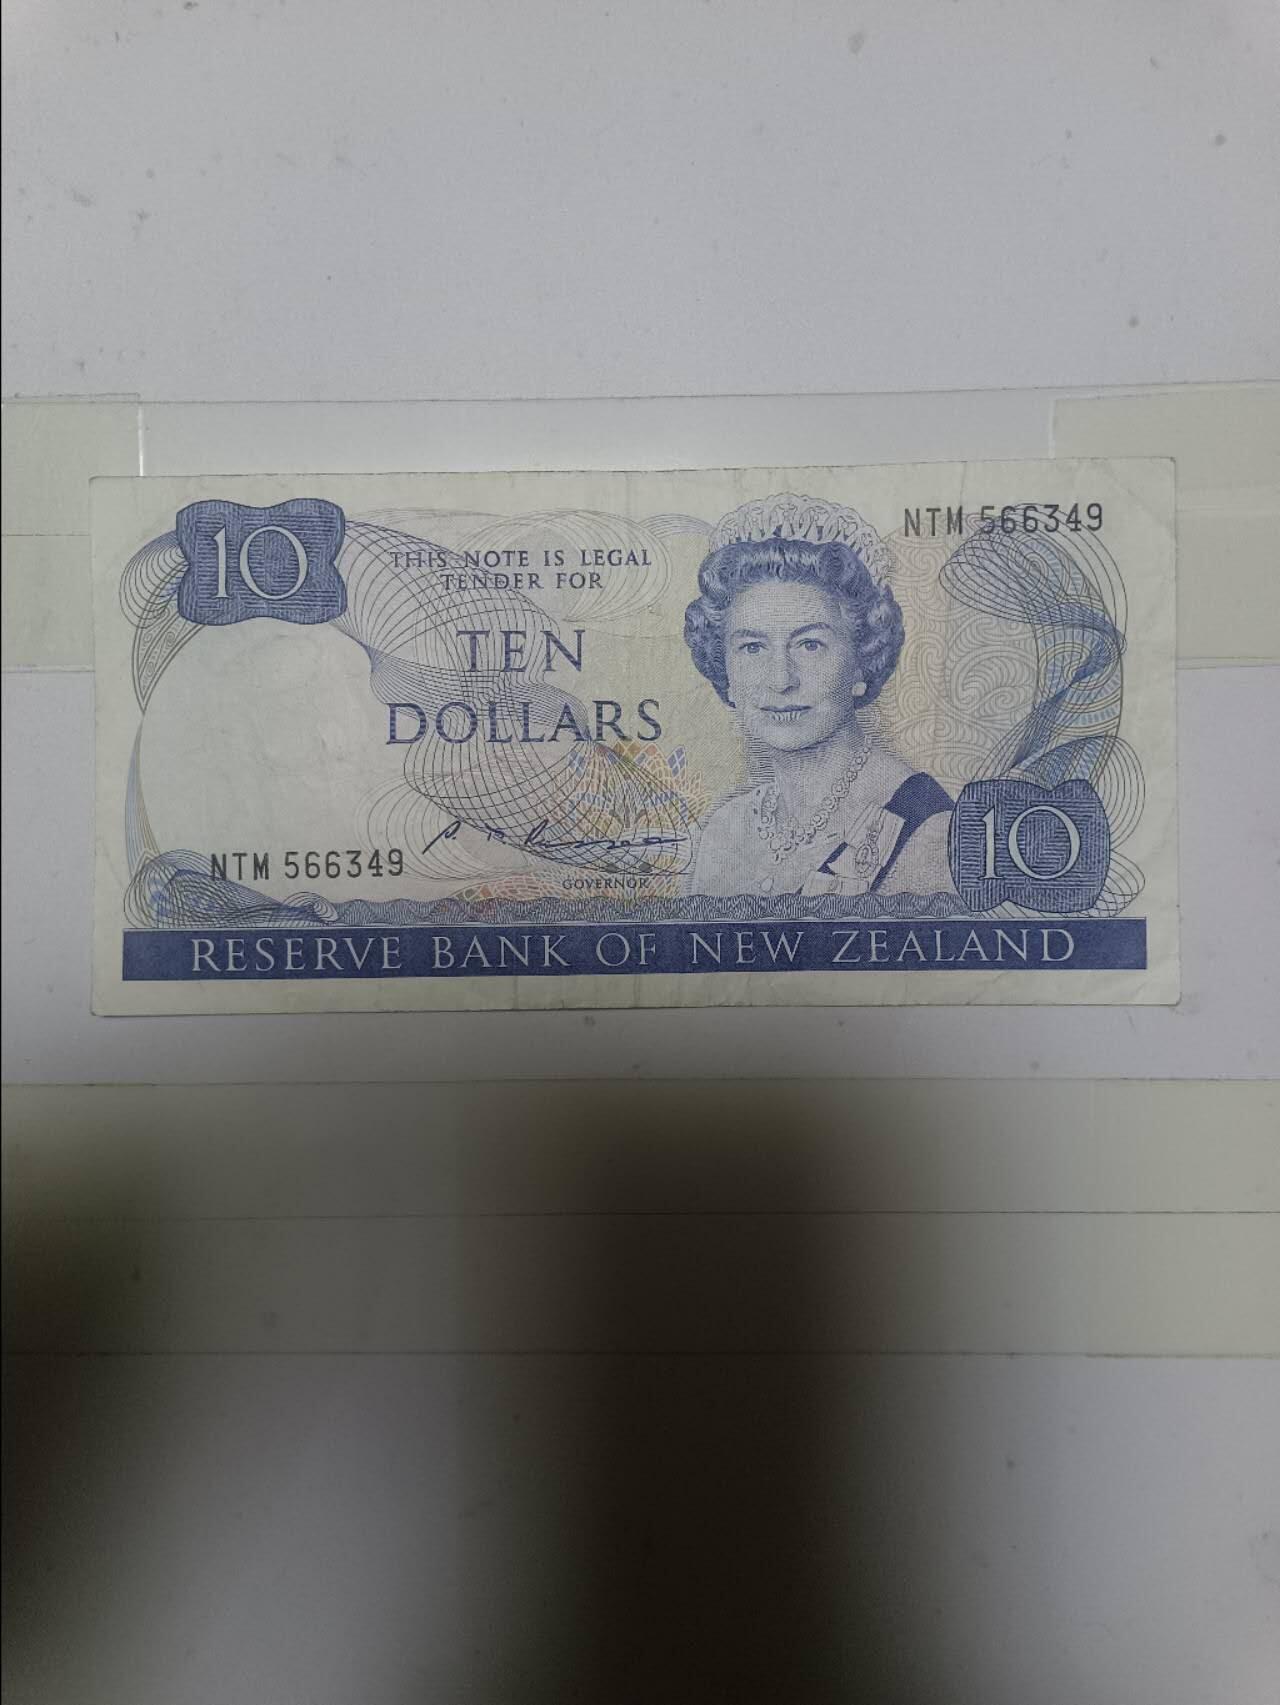 10
NTM 566349
THIS NOTE IS LEGAL
TENDER FOR
TEN
DOLLARS
10
NTM 566349
GOVERNOR
RESERVE BANK OF NEW ZEALAND